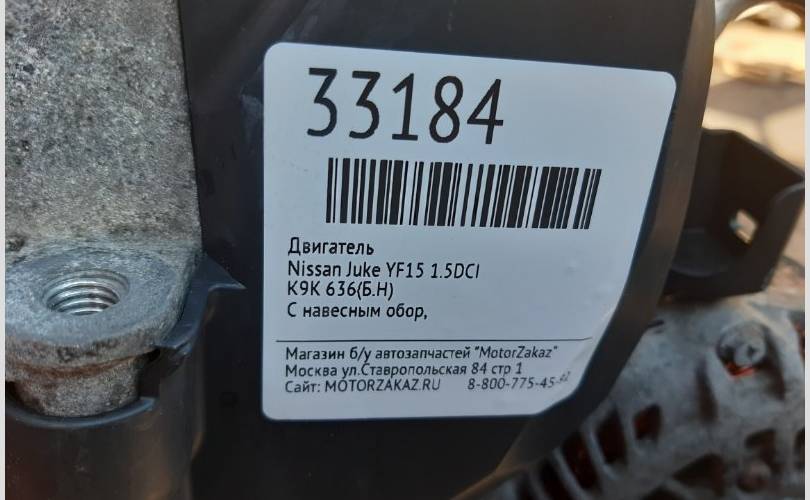 33184
Двигатель
Nissan Juke YF15 1.5DCI
K9K 636(Б.Н)
С навесным обор,
Магазин б/у автозапчастей "MotorZakaz"
Москва ул.Ставропольская 84 стр 1
Сайт: MOTORZAKAZ.RU 8-800-775-45-42